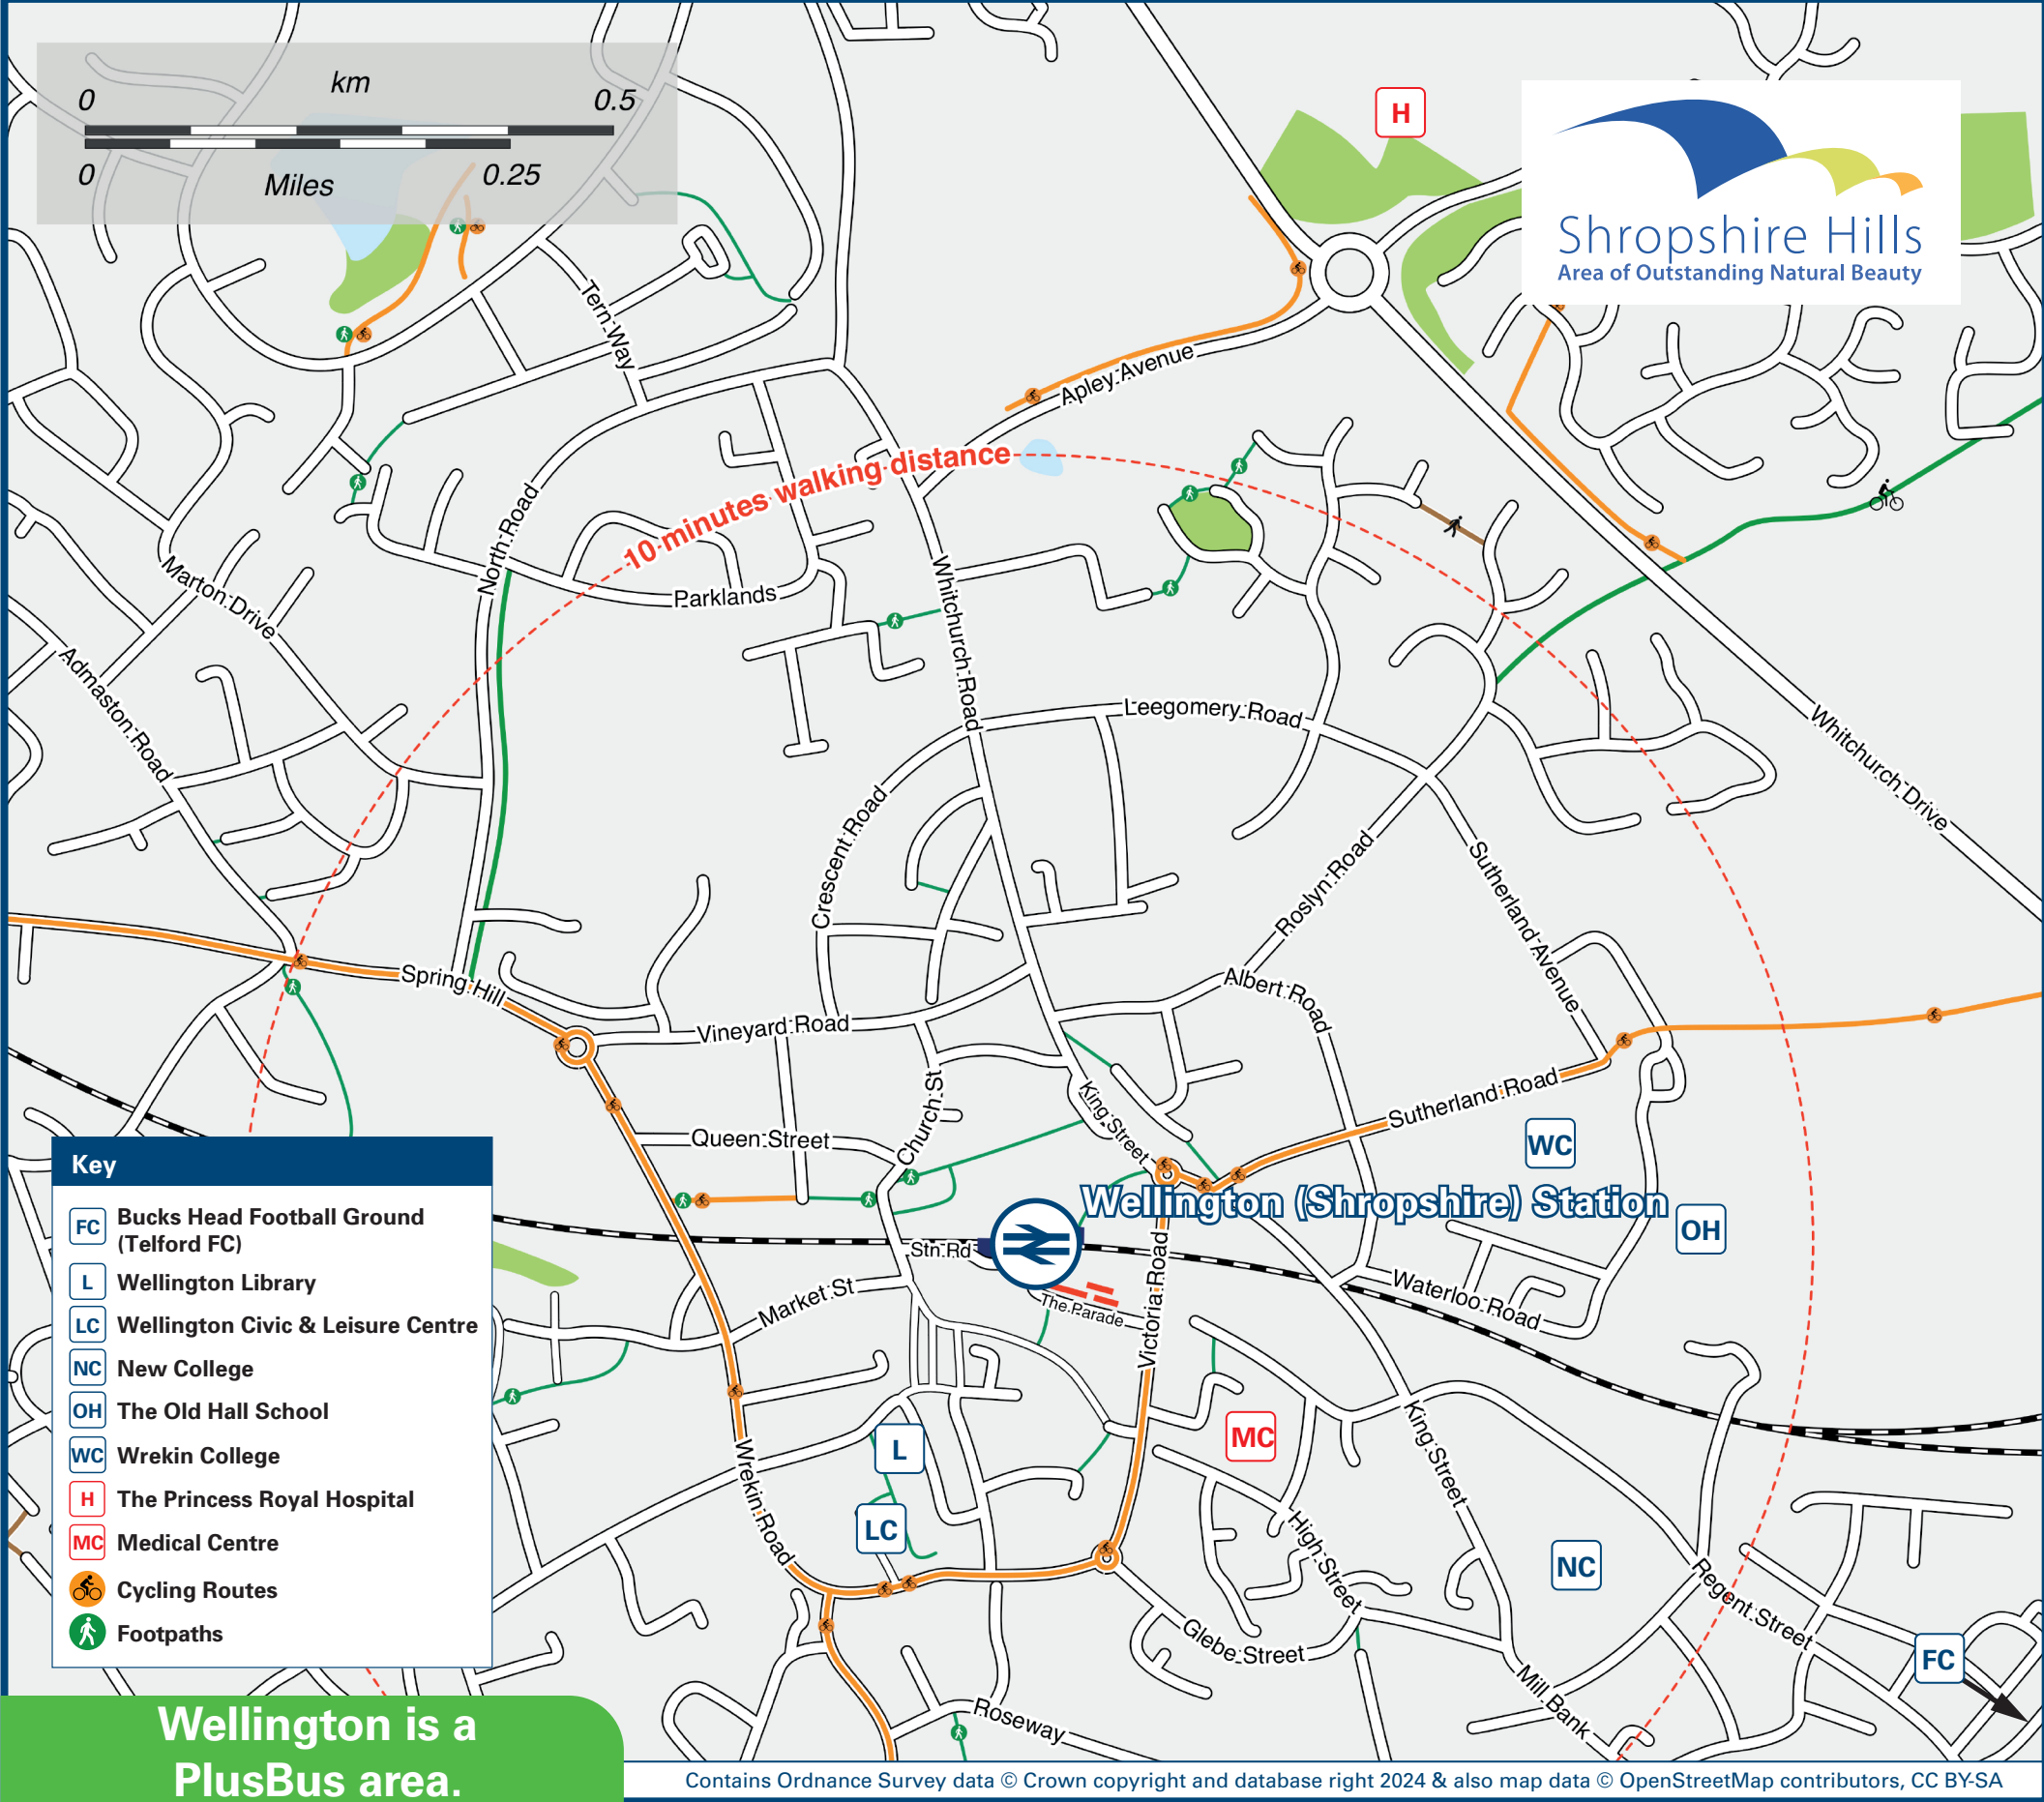 km
0
0.5
0
Miles
0.25
H
Shropshire Hills
Area of Outstanding Natural Beauty
Tern Way
Apley Avenue
10 minutes walking distance
North Road
Parklands
Whitchurch Road
Marton Drive
Admaston Road
Leegomery Road
Whitchurch Drive
Crescent Road
Roslyn Road
Sutherland Avenue
Spring Hill
Albert Road
Vineyard Road
Church St
King Street
Queen Street
Sutherland Road
WC
Wellington (Shropshire) Station
OH
Stn Rd
Market St
The Parade
Victoria Road
Waterloo Road
MC
L
King Street
Wrekin Road
LC
High Street
NC
Regent Street
Glebe Street
FC
Mill Bank
Roseway
Key
FC Bucks Head Football Ground
(Telford FC)
L Wellington Library
LC Wellington Civic & Leisure Centre
NC New College
OH The Old Hall School
WC Wrekin College
H The Princess Royal Hospital
MC Medical Centre
Cycling Routes
Footpaths
Wellington is a
PlusBus area.
Contains Ordnance Survey data © Crown copyright and database right 2024 & also map data © OpenStreetMap contributors, CC BY-SA